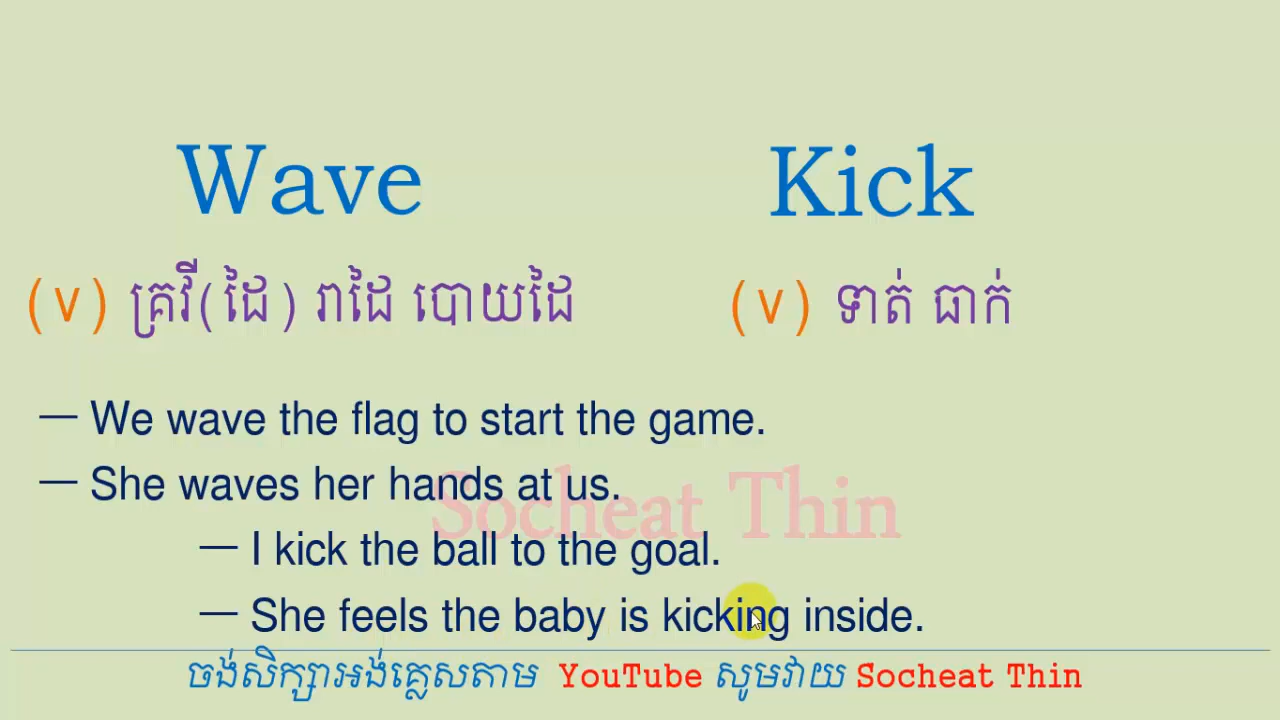 Wave Kick
(v) គ្រវី(ដៃ) រាដៃ បោយដៃ (v) ទាត់ ធាក់
— We wave the flag to start the game.
— She waves her hands at us.
Socheat Thin
— I kick the ball to the goal.
— She feels the baby is kicking inside.
ចង់សិក្សាអង់គ្លេសតាម YouTube សូមវាយ Socheat Thin